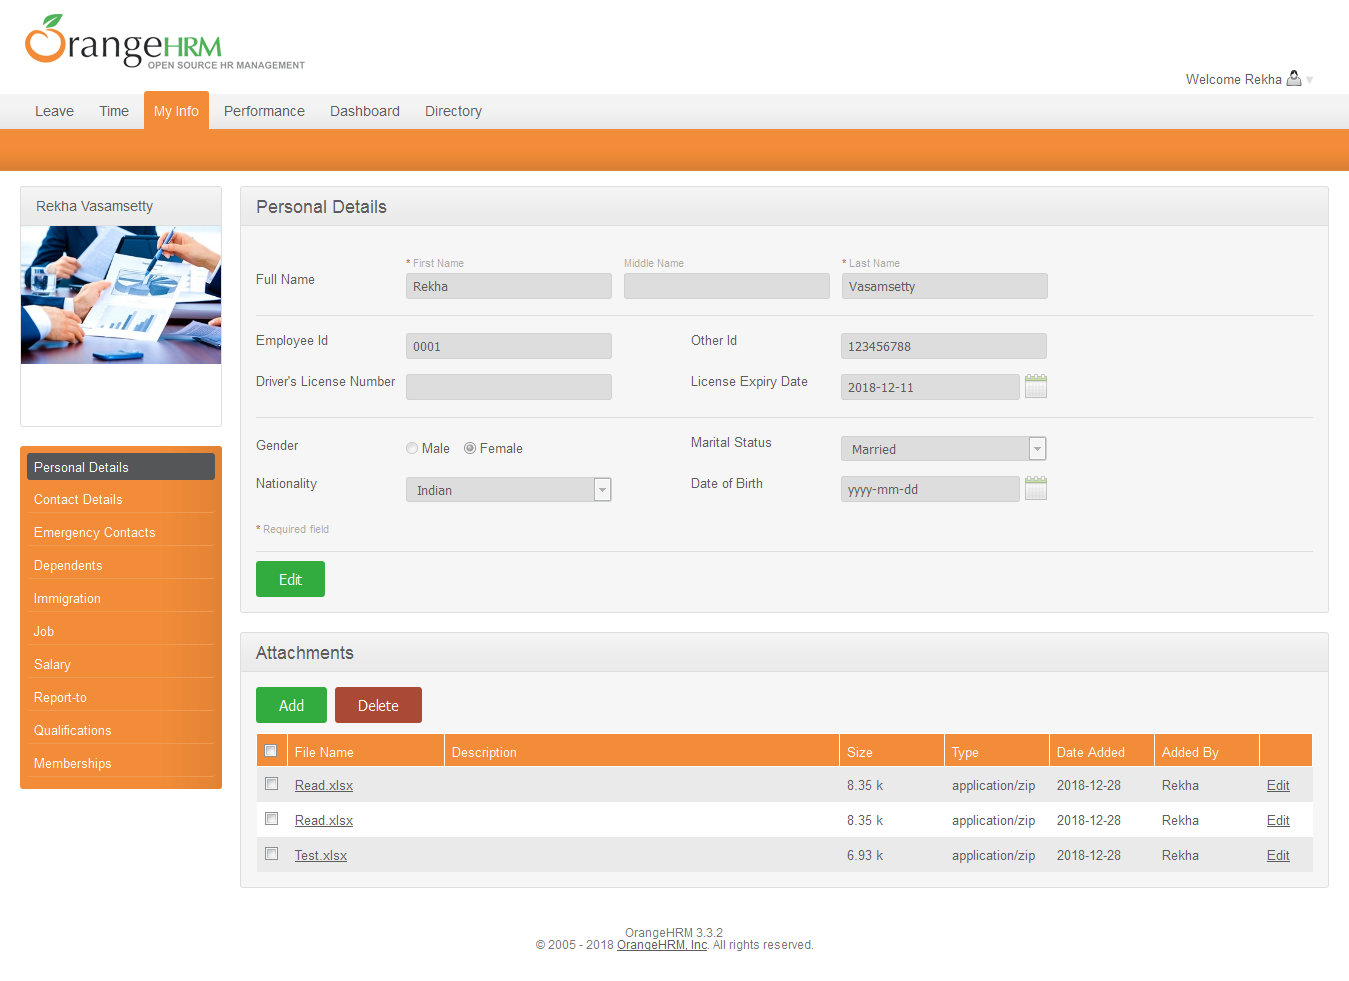 OrangeHRM
OPEN SOURCE HR MANAGEMENT
Welcome Rekha
Leave Time My Info Performance Dashboard Directory
Rekha Vasamsetty
Personal Details
Contact Details
Emergency Contacts
Dependents
Immigration
Job
Salary
Report-to
Qualifications
Memberships
Personal Details
* First Name Middle Name * Last Name
Full Name Rekha Vasamsetty
Employee Id 0001 Other Id 123456788
Driver's License Number License Expiry Date 2018-12-11
Gender Male Female Marital Status Married
Nationality Indian Date of Birth yyyy-mm-dd
* Required field
Edit
Attachments
Add Delete
File Name Description Size Type Date Added Added By
Read.xlsx 8.35 k application/zip 2018-12-28 Rekha Edit
Read.xlsx 8.35 k application/zip 2018-12-28 Rekha Edit
Test.xlsx 6.93 k application/zip 2018-12-28 Rekha Edit
OrangeHRM 3.3.2
© 2005 - 2018 OrangeHRM, Inc. All rights reserved.